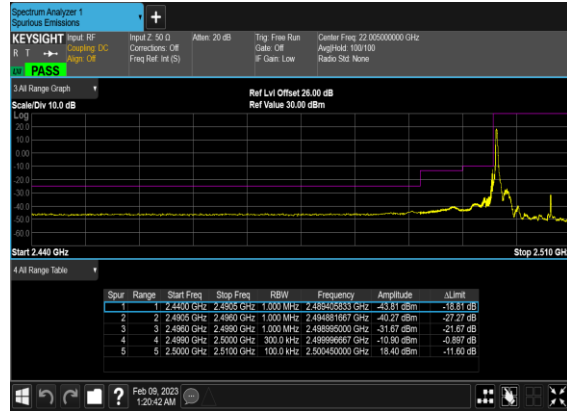 Spectrum Analyzer 1
Spurious Emissions
+
KEYSIGHT Input: RF Input Z: 50 Ω Atten: 20 dB Trig: Free Run Center Freq: 22.005000000 GHz
R T Coupling: DC Corrections: Off Gate: Off Avg|Hold: 100/100
Align: Off Freq Ref: Int (S) IF Gain: Low Radio Std: None
PASS
3 All Range Graph
Ref Lvl Offset 26.00 dB
Scale/Div 10.0 dB Ref Value 30.00 dBm
Log
20.0
10.0
0.00
-10.0
-20.0
-30.0
-40.0
-50.0
-60.0
Start 2.440 GHz Stop 2.510 GH
4 All Range Table
Spur Range Start Freq Stop Freq RBW Frequency Amplitude ΔLimit
1 1 2.4400 GHz 2.4905 GHz 1.000 MHz 2.489405833 GHz -43.81 dBm -18.81 dB
2 2 2.4905 GHz 2.4960 GHz 1.000 MHz 2.494881667 GHz -40.27 dBm -27.27 dB
3 3 2.4960 GHz 2.4990 GHz 1.000 MHz 2.498995000 GHz -31.67 dBm -21.67 dB
4 4 2.4990 GHz 2.5000 GHz 300.0 kHz 2.499996667 GHz -10.90 dBm -0.897 dB
5 5 2.5000 GHz 2.5100 GHz 100.0 kHz 2.500450000 GHz 18.40 dBm -11.60 dB
? Feb 09, 2023
1:20:42 AM